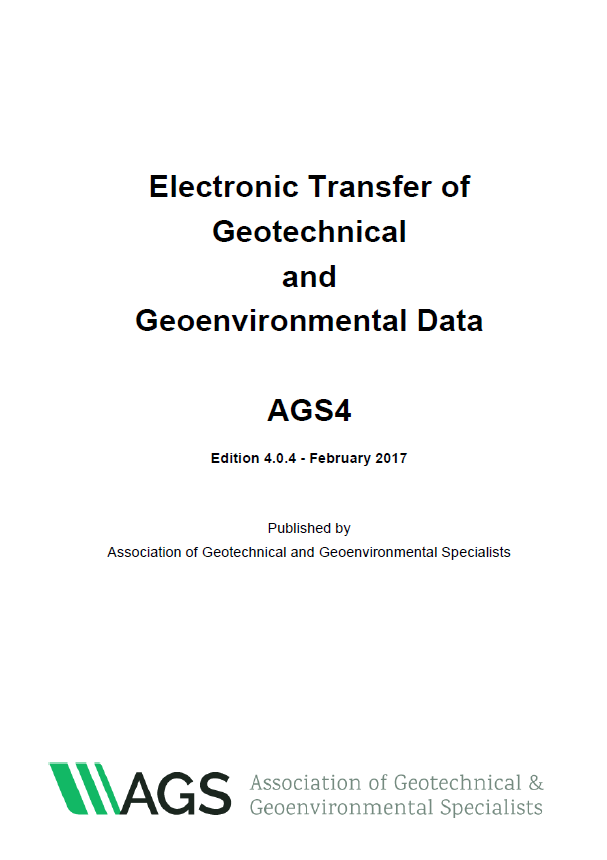 Electronic Transfer of
Geotechnical
and
Geoenvironmental Data
AGS4
Edition 4.0.4 - February 2017
Published by
Association of Geotechnical and Geoenvironmental Specialists
AGS
Association of Geotechnical &
Geoenvironmental Specialists